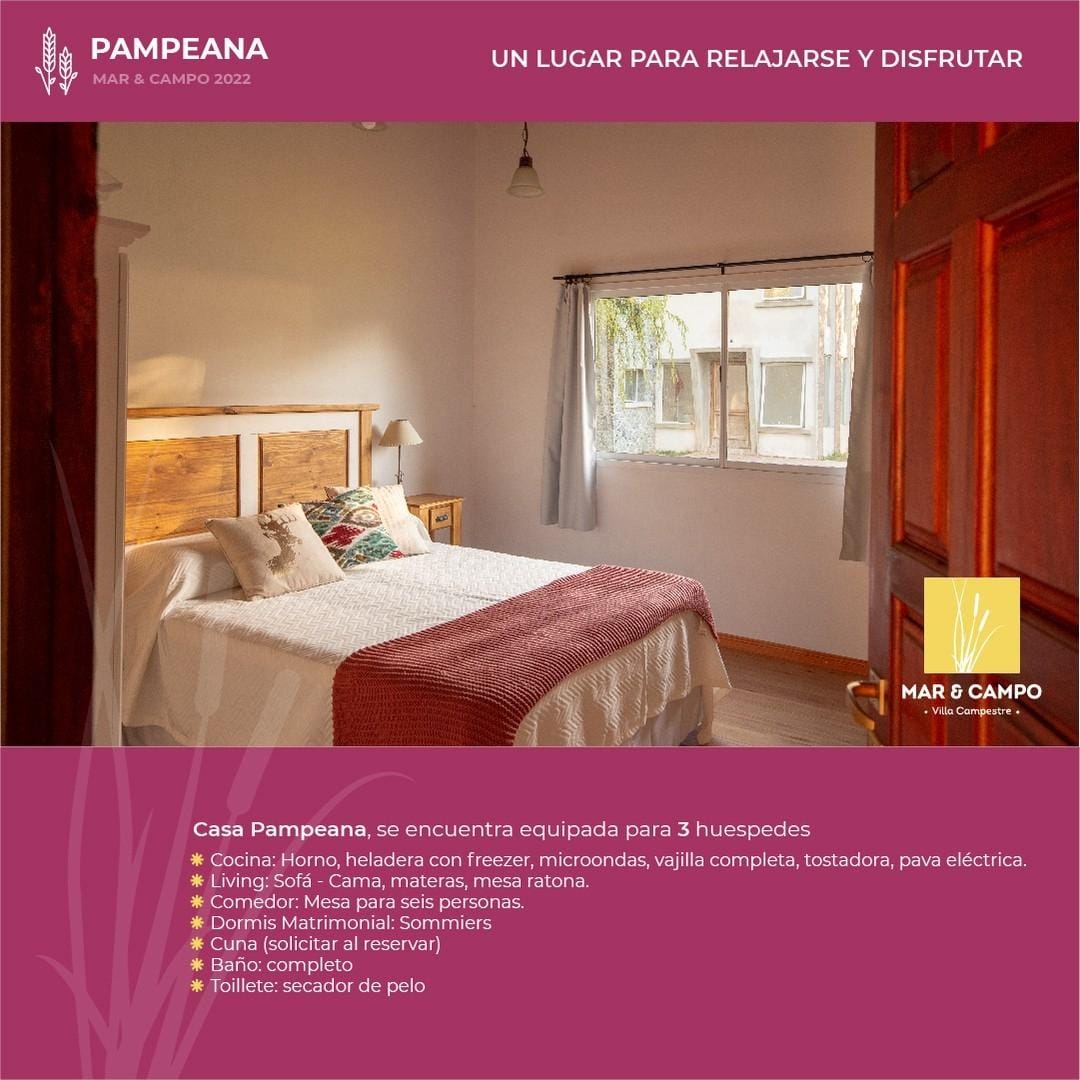 PAMPEANA
MAR & CAMPO 2022
UN LUGAR PARA RELAJARSE Y DISFRUTAR
MAR & CAMPO
• Villa Campestre •
Casa Pampeana, se encuentra equipada para 3 huespedes
Cocina: Horno, heladera con freezer, microondas, vajilla completa, tostadora, pava eléctrica.
Living: Sofá - Cama, materas, mesa ratona.
Comedor: Mesa para seis personas.
Dormis Matrimonial: Sommiers
Cuna (solicitar al reservar)
Baño: completo
Toillete: secador de pelo